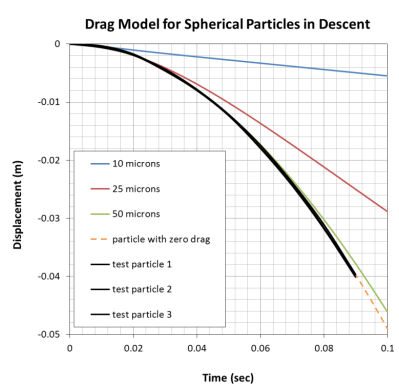 Drag Model for Spherical Particles in Descent
0
-0.01
-0.02
-0.03
-0.04
-0.05
Displacement (m)
10 microns
25 microns
50 microns
particle with zero drag
test particle 1
test particle 2
test particle 3
0 0.02 0.04 0.06 0.08 0.1
Time (sec)